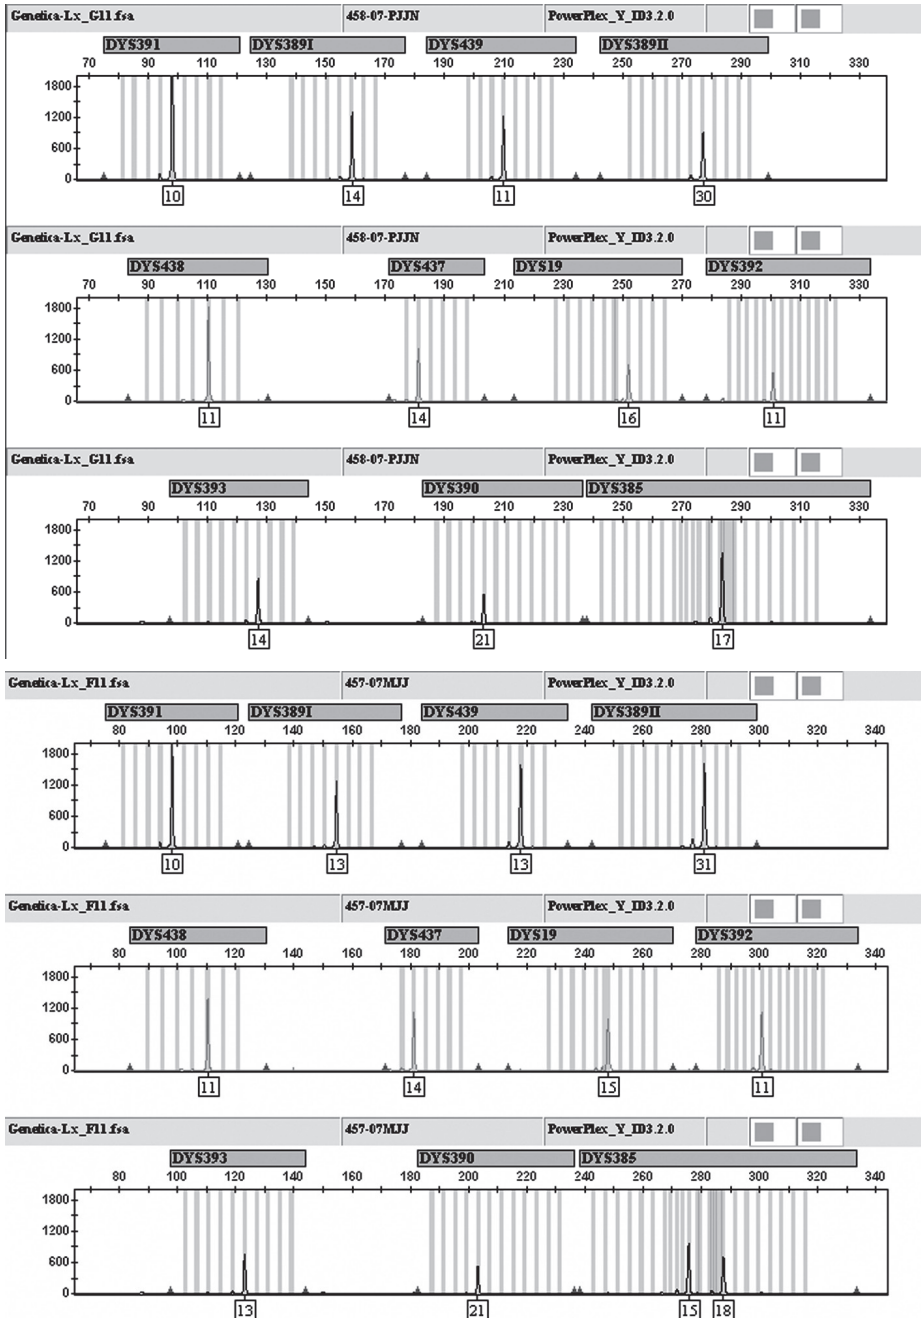 Genetica-Lx_G11.fsa 458-07-PJJN PowerPlex_Y_ID3.2.0
DYS391 DYS389I DYS439 DYS389II
70 90 110 130 150 170 190 210 230 250 270 290 310 330
1800
1200
600
0
10 14 11 30
Genetica-Lx_G11.fsa 458-07-PJJN PowerPlex_Y_ID3.2.0
DYS438 DYS437 DYS19 DYS392
70 90 110 130 150 170 190 210 230 250 270 290 310 330
1800
1200
600
0
11 14 16 11
Genetica-Lx_G11.fsa 458-07-PJJN PowerPlex_Y_ID3.2.0
DYS393 DYS390 DYS385
70 90 110 130 150 170 190 210 230 250 270 290 310 330
1800
1200
600
0
14 21 17
Genetica-Lx_F11.fsa 457-07MJJ PowerPlex_Y_ID3.2.0
DYS391 DYS389I DYS439 DYS389II
80 100 120 140 160 180 200 220 240 260 280 300 320 340
1800
1200
600
0
10 13 13 31
Genetica-Lx_F11.fsa 457-07MJJ PowerPlex_Y_ID3.2.0
DYS438 DYS437 DYS19 DYS392
80 100 120 140 160 180 200 220 240 260 280 300 320 340
1800
1200
600
0
11 14 15 11
Genetica-Lx_F11.fsa 457-07MJJ PowerPlex_Y_ID3.2.0
DYS393 DYS390 DYS385
80 100 120 140 160 180 200 220 240 260 280 300 320 340
1800
1200
600
0
13 21 15 18